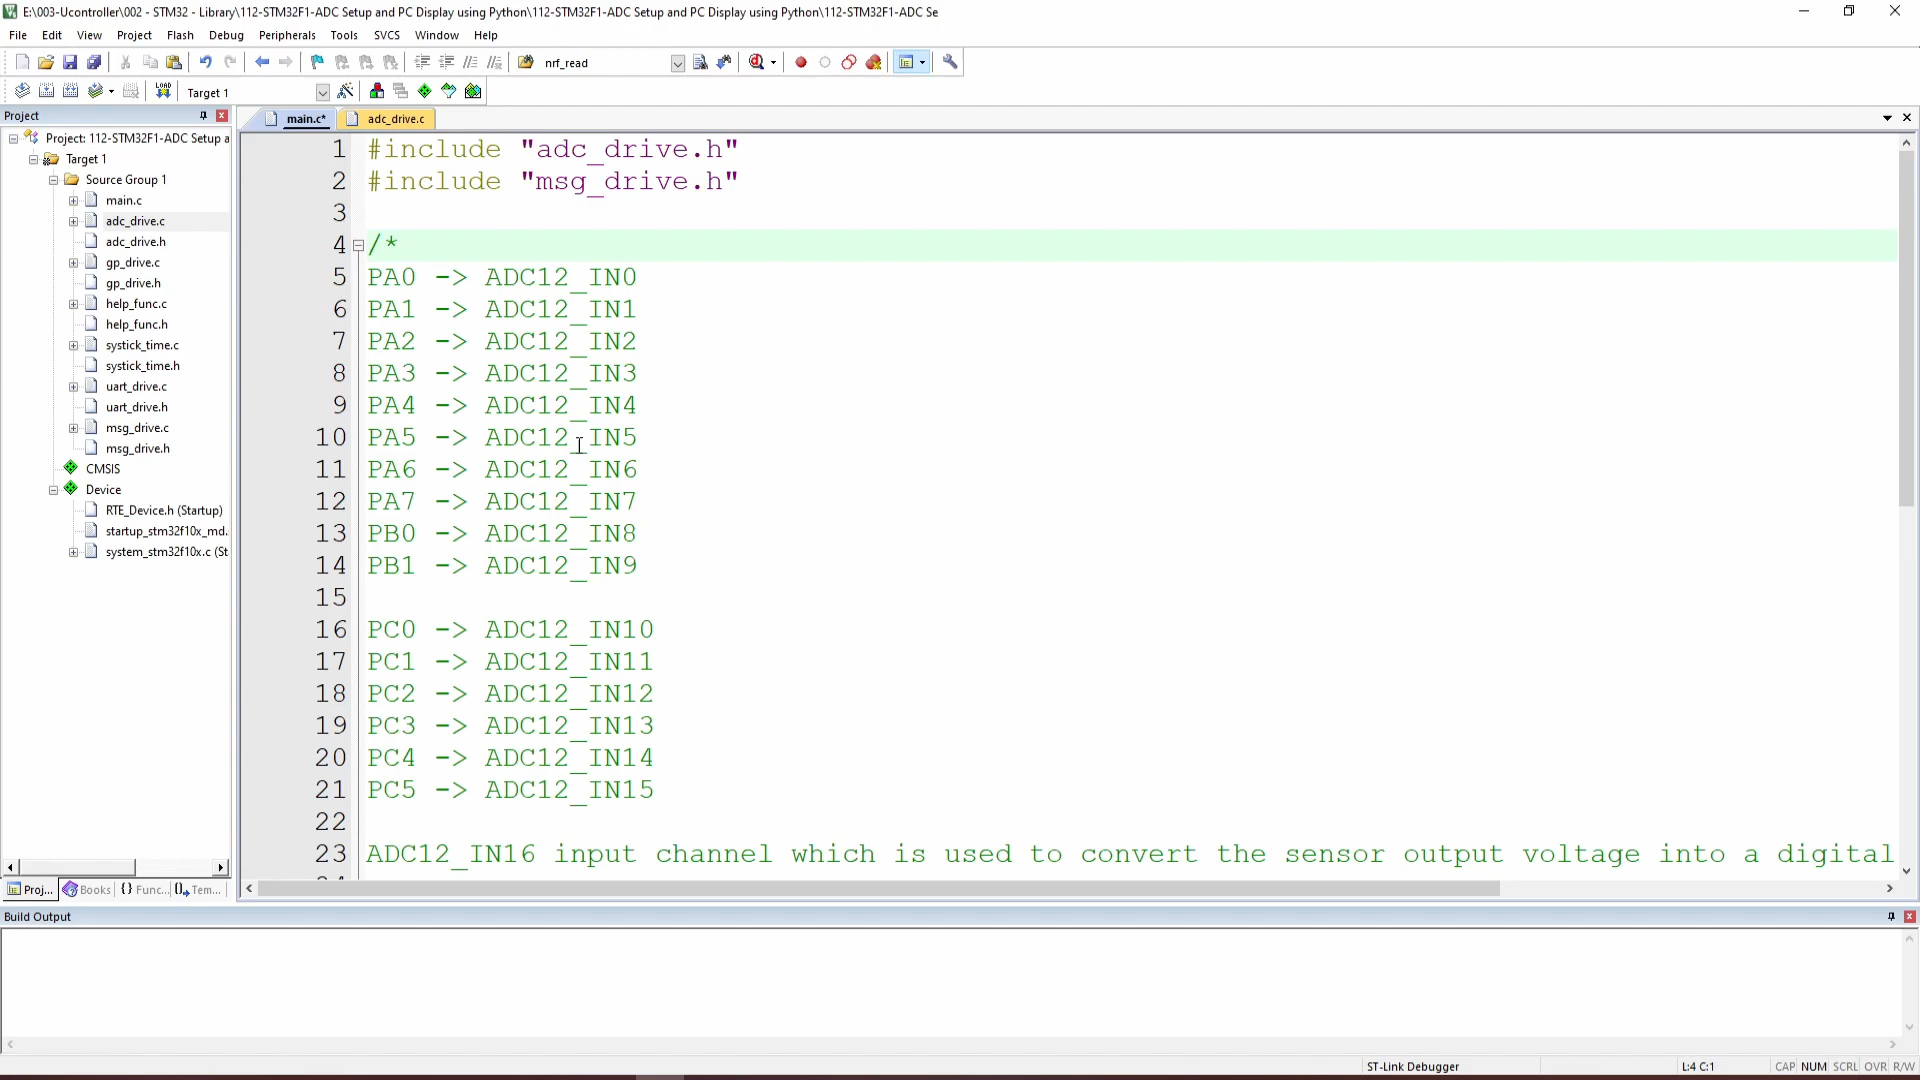 E:\003-Ucontroller\002 - STM32 - Library\112-STM32F1-ADC Setup and PC Display using Python\112-STM32F1-ADC Setup and PC Display using Python\112-STM32F1-ADC Se
File Edit View Project Flash Debug Peripherals Tools SVCS Window Help
nrf_read
LOAD Target 1
Project
main.c* adc_drive.c
Project: 112-STM32F1-ADC Setup a
Target 1
Source Group 1
main.c
adc_drive.c
adc_drive.h
gp_drive.c
gp_drive.h
help_func.c
help_func.h
systick_time.c
systick_time.h
uart_drive.c
uart_drive.h
msg_drive.c
msg_drive.h
CMSIS
Device
RTE_Device.h (Startup)
startup_stm32f10x_md.
system_stm32f10x.c (St
Proj... Books {} Func... Tem...
1 #include "adc_drive.h"
2 #include "msg_drive.h"
3
4 /*
5 PA0 -> ADC12_IN0
6 PA1 -> ADC12_IN1
7 PA2 -> ADC12_IN2
8 PA3 -> ADC12_IN3
9 PA4 -> ADC12_IN4
10 PA5 -> ADC12_IN5
11 PA6 -> ADC12_IN6
12 PA7 -> ADC12_IN7
13 PB0 -> ADC12_IN8
14 PB1 -> ADC12_IN9
15
16 PC0 -> ADC12_IN10
17 PC1 -> ADC12_IN11
18 PC2 -> ADC12_IN12
19 PC3 -> ADC12_IN13
20 PC4 -> ADC12_IN14
21 PC5 -> ADC12_IN15
22
23 ADC12_IN16 input channel which is used to convert the sensor output voltage into a digital
Build Output
ST-Link Debugger L:4 C:1 CAP NUM SCRL OVR R/W